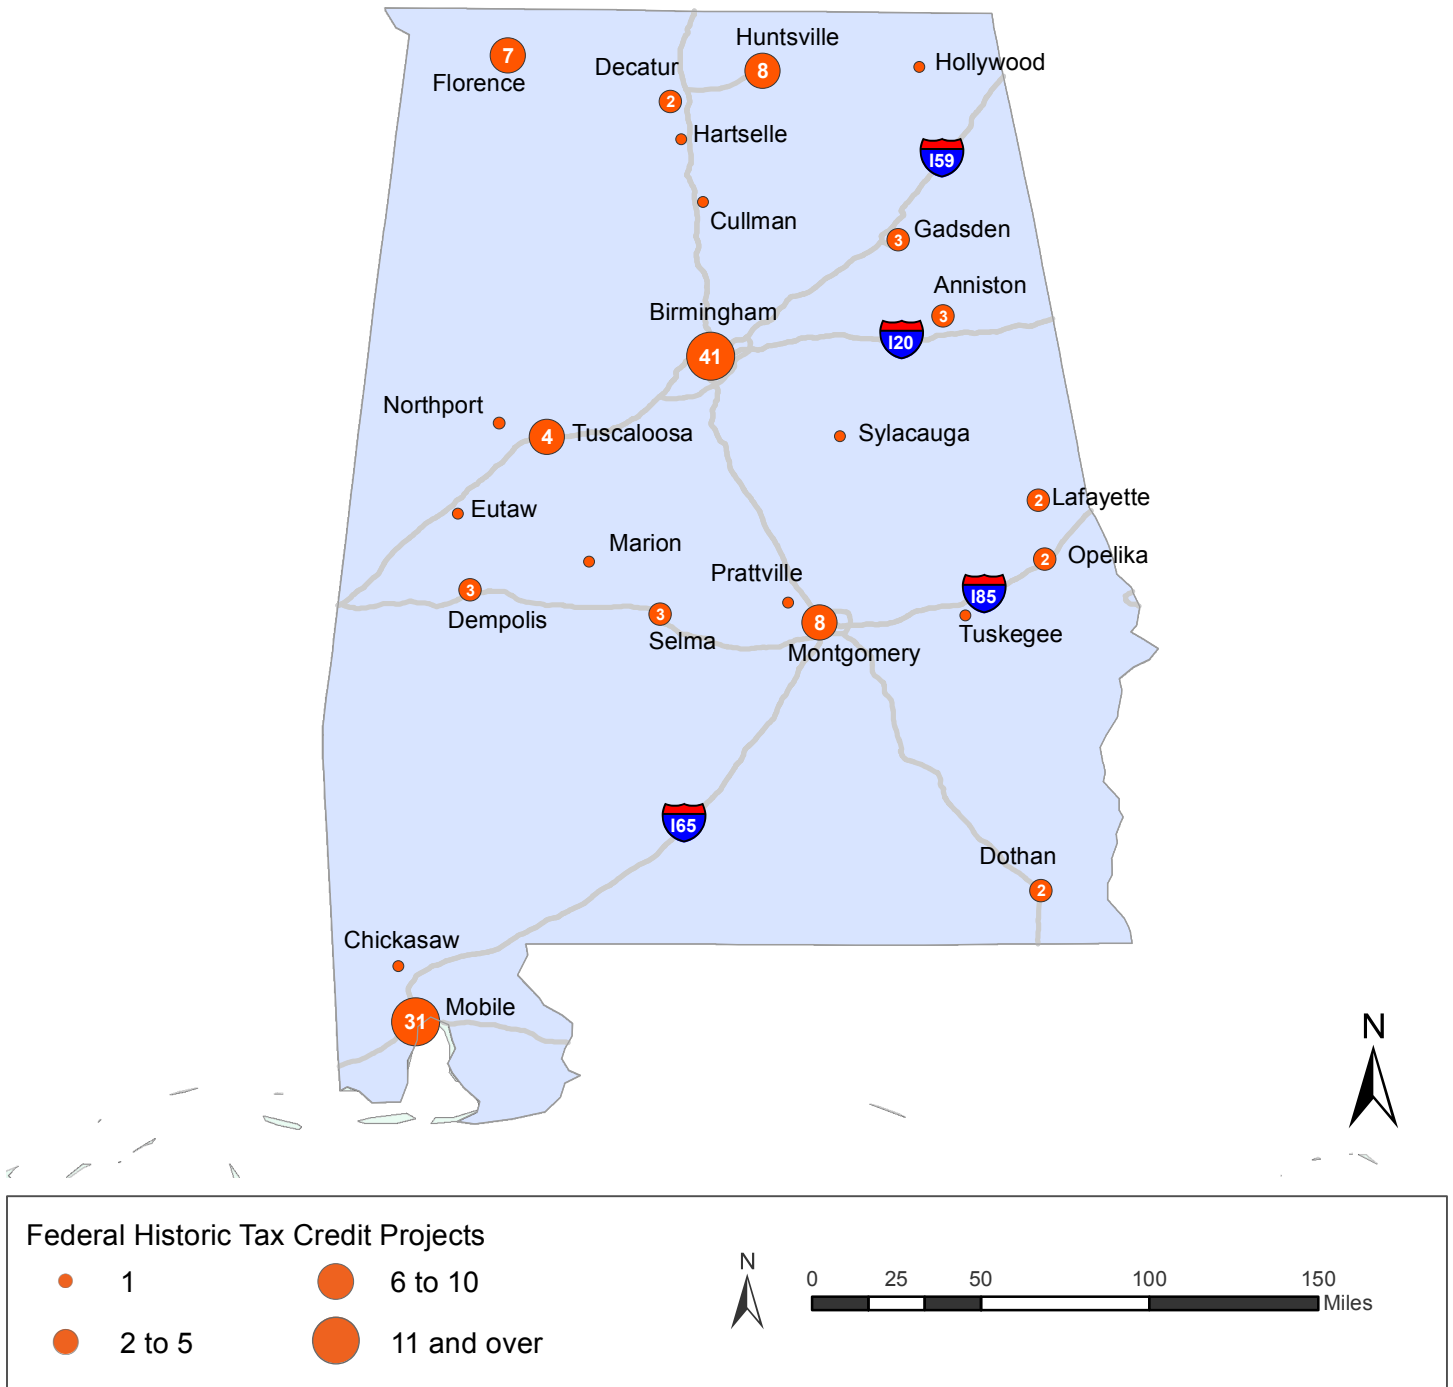 Huntsville
7
Florence
Decatur
8
Hollywood
2
Hartselle
I59
Cullman
3
Gadsden
Anniston
3
Birmingham
I20
41
Northport
4
Tuscaloosa
Sylacauga
2
Lafayette
Eutaw
Marion
2
Opelika
Prattville
I85
3
Dempolis
3
Selma
8
Montgomery
Tuskegee
I65
Dothan
2
Chickasaw
31
Mobile
N
Federal Historic Tax Credit Projects
1
6 to 10
2 to 5
11 and over
N
0 25 50 100 150
Miles